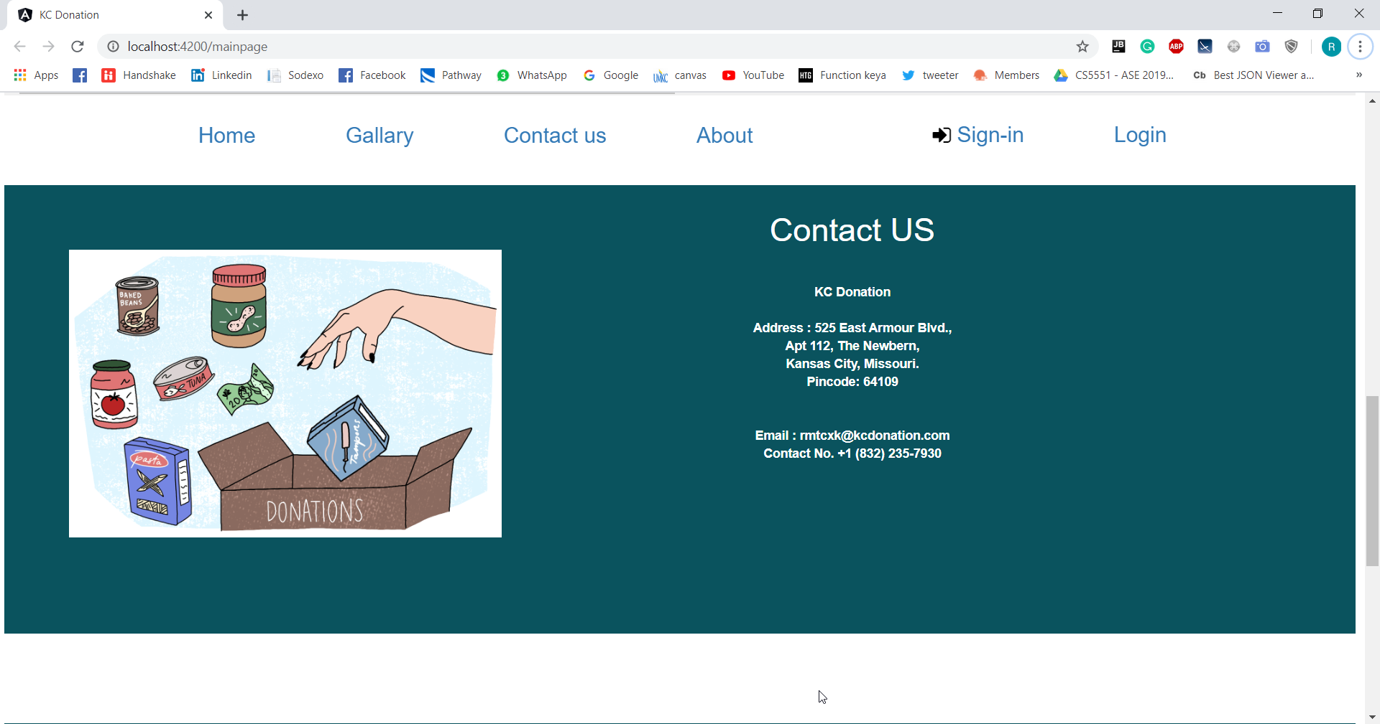 KC Donation
localhost:4200/mainpage
Apps
Handshake
Linkedin
Sodexo
Facebook
Pathway
WhatsApp
Google
canvas
YouTube
Function keya
tweeter
Members
CS5551 - ASE 2019...
Best JSON Viewer a...
Home
Gallary
Contact us
About
Sign-in
Login
Contact US
KC Donation
Address : 525 East Armour Blvd.,
Apt 112, The Newbern,
Kansas City, Missouri.
Pincode: 64109
Email : rmtcxk@kcdonation.com
Contact No. +1 (832) 235-7930
BAKED
BEANS
TUNA
20
Tampons
pasta
DONATIONS